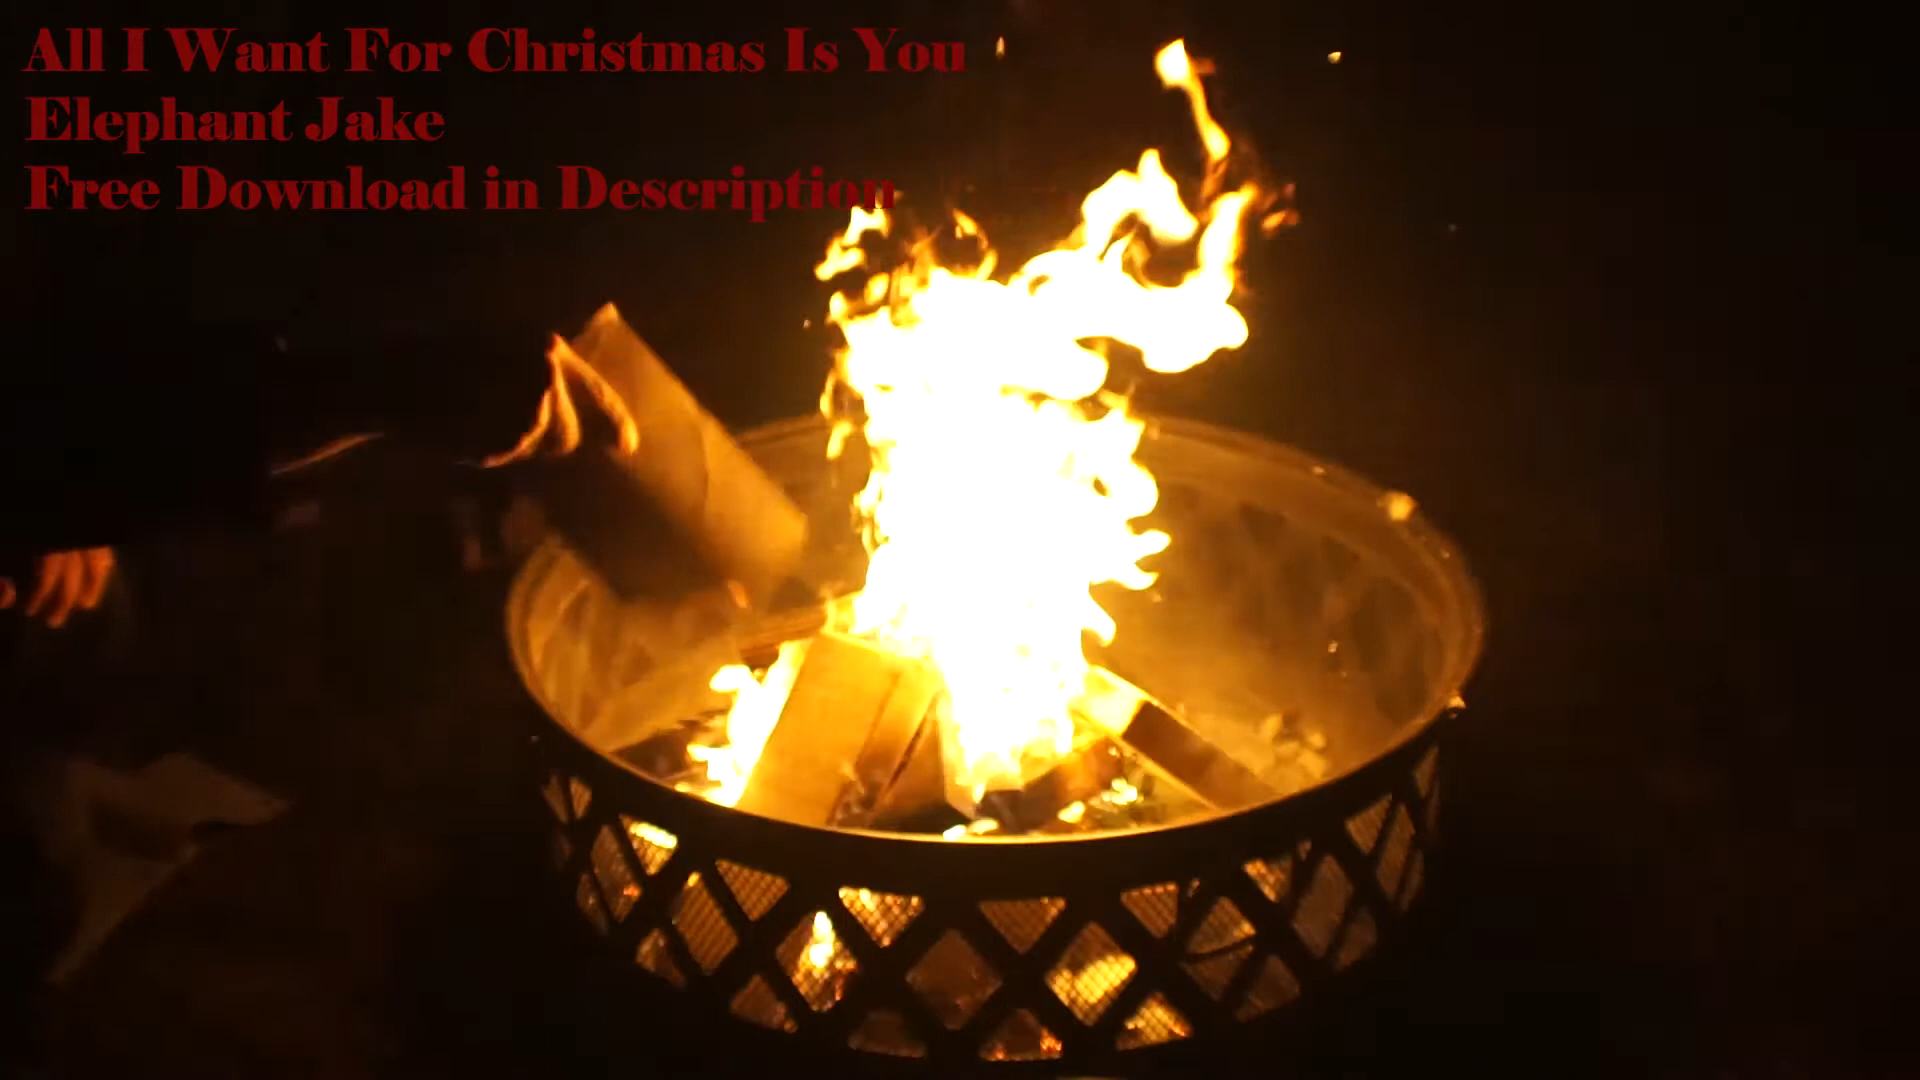 All I Want For Christmas Is You
Elephant Jake
Free Download in Description